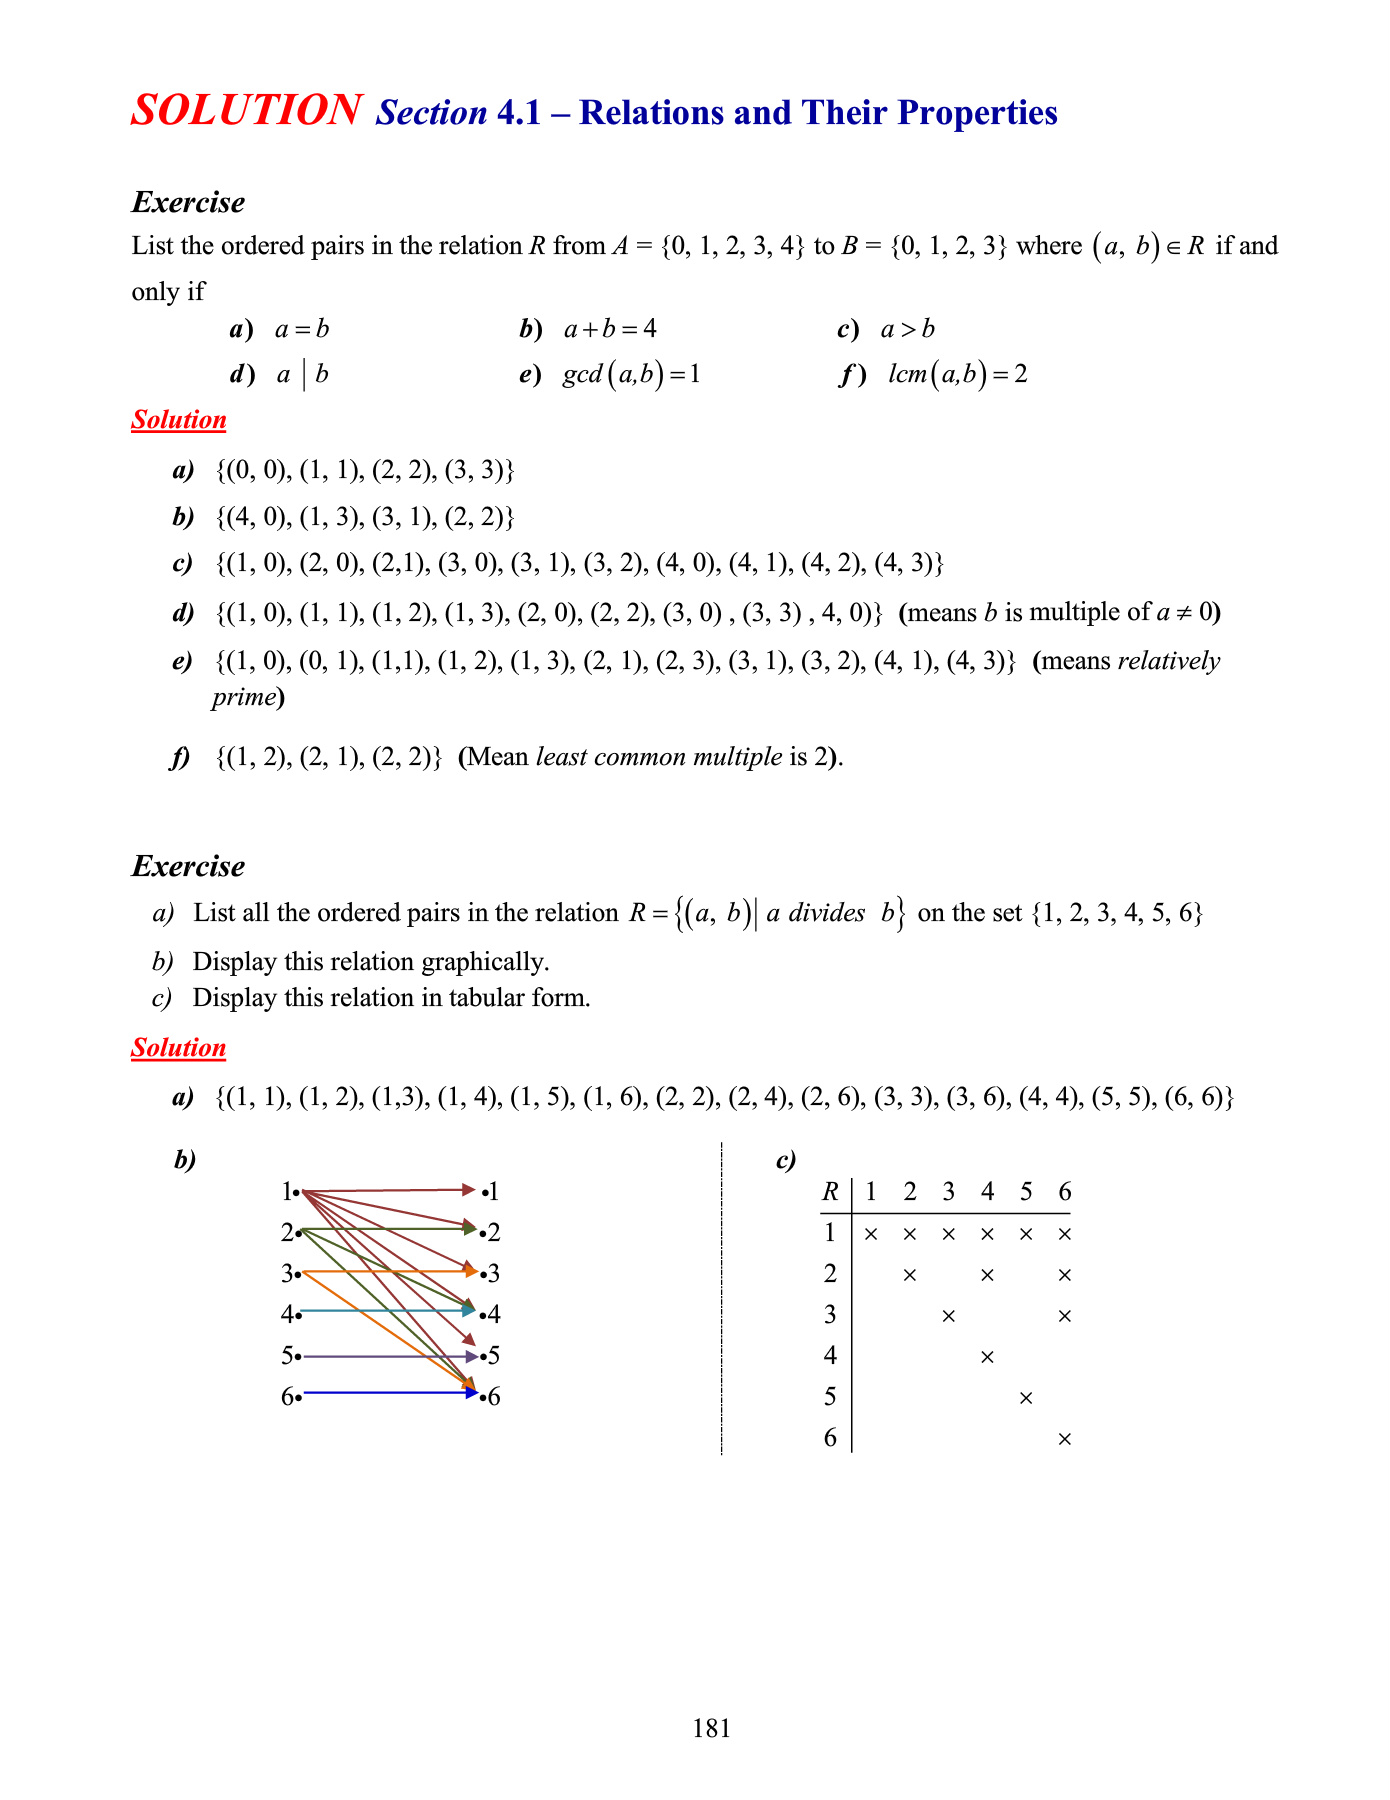 SOLUTION Section 4.1 – Relations and Their Properties
Exercise
List the ordered pairs in the relation R from A = {0, 1, 2, 3, 4} to B = {0, 1, 2, 3} where (a, b) ∈ R if and
only if
a) a = b b) a + b = 4 c) a > b
d) a | b e) gcd(a,b) = 1 f) lcm(a,b) = 2
Solution
a) {(0, 0), (1, 1), (2, 2), (3, 3)}
b) {(4, 0), (1, 3), (3, 1), (2, 2)}
c) {(1, 0), (2, 0), (2,1), (3, 0), (3, 1), (3, 2), (4, 0), (4, 1), (4, 2), (4, 3)}
d) {(1, 0), (1, 1), (1, 2), (1, 3), (2, 0), (2, 2), (3, 0) , (3, 3) , 4, 0)} (means b is multiple of a ≠ 0)
e) {(1, 0), (0, 1), (1,1), (1, 2), (1, 3), (2, 1), (2, 3), (3, 1), (3, 2), (4, 1), (4, 3)} (means relatively
prime)
f) {(1, 2), (2, 1), (2, 2)} (Mean least common multiple is 2).
Exercise
a) List all the ordered pairs in the relation R = {(a, b)| a divides b} on the set {1, 2, 3, 4, 5, 6}
b) Display this relation graphically.
c) Display this relation in tabular form.
Solution
a) {(1, 1), (1, 2), (1,3), (1, 4), (1, 5), (1, 6), (2, 2), (2, 4), (2, 6), (3, 3), (3, 6), (4, 4), (5, 5), (6, 6)}
b)
1• •1
2• •2
3• •3
4• •4
5• •5
6• •6
c)
R 1 2 3 4 5 6
1 × × × × × ×
2 × × ×
3 × ×
4 ×
5 ×
6 ×
181